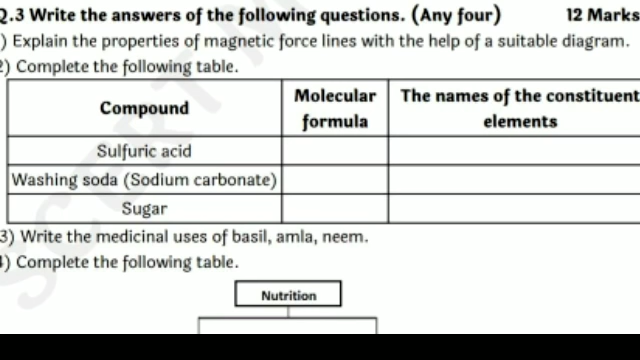 Q.3 Write the answers of the following questions. (Any four) 12 Marks
) Explain the properties of magnetic force lines with the help of a suitable diagram.
2) Complete the following table.
Compound Molecular formula The names of the constituent elements
Sulfuric acid
Washing soda (Sodium carbonate)
Sugar
3) Write the medicinal uses of basil, amla, neem.
4) Complete the following table.
Nutrition